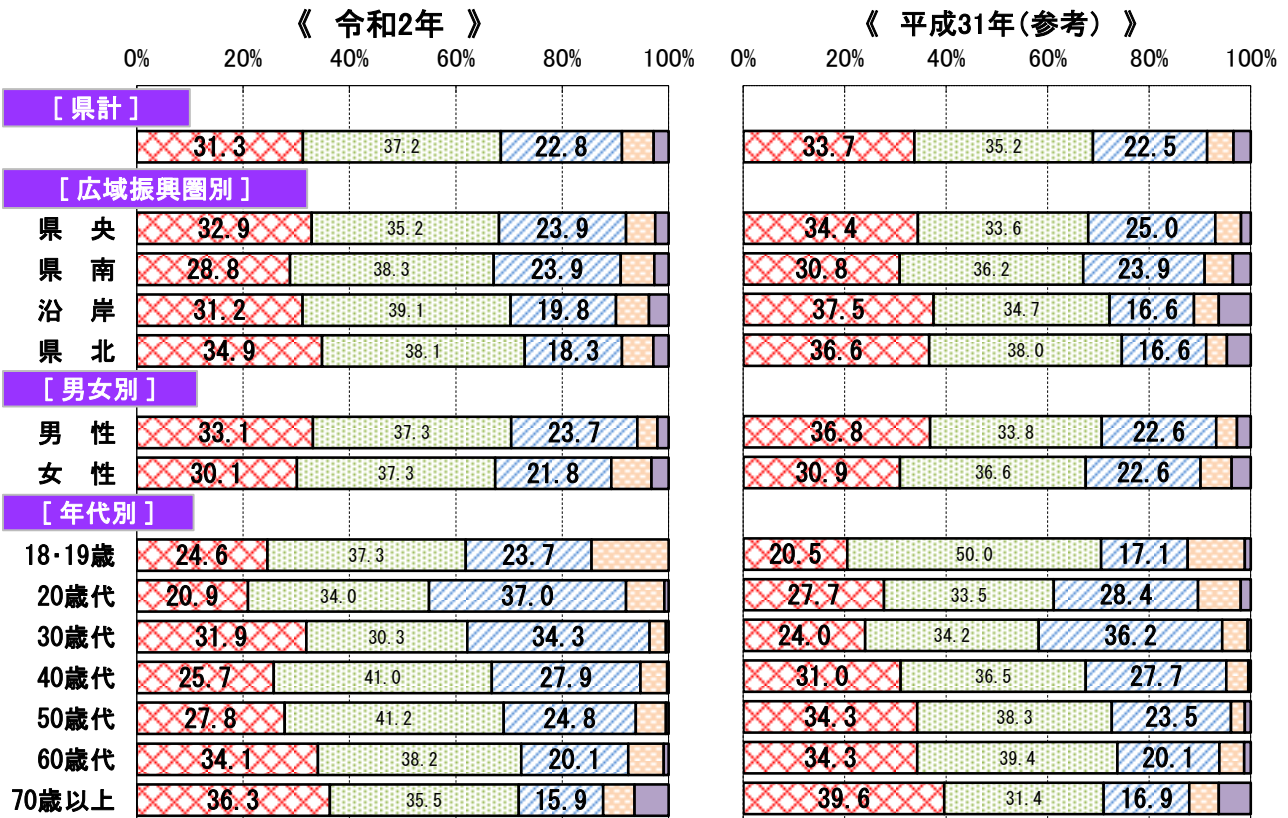 《 令和2年 》 《 平成31年(参考) 》
0% 20% 40% 60% 80% 100% 0% 20% 40% 60% 80% 100%
[ 県計 ]
31.3 37.2 22.8 33.7 35.2 22.5
[ 広域振興圏別 ]
県 央 32.9 35.2 23.9 34.4 33.6 25.0
県 南 28.8 38.3 23.9 30.8 36.2 23.9
沿 岸 31.2 39.1 19.8 37.5 34.7 16.6
県 北 34.9 38.1 18.3 36.6 38.0 16.6
[ 男女別 ]
男 性 33.1 37.3 23.7 36.8 33.8 22.6
女 性 30.1 37.3 21.8 30.9 36.6 22.6
[ 年代別 ]
18・19歳 24.6 37.3 23.7 20.5 50.0 17.1
20歳代 20.9 34.0 37.0 27.7 33.5 28.4
30歳代 31.9 30.3 34.3 24.0 34.2 36.2
40歳代 25.7 41.0 27.9 31.0 36.5 27.7
50歳代 27.8 41.2 24.8 34.3 38.3 23.5
60歳代 34.1 38.2 20.1 34.3 39.4 20.1
70歳以上 36.3 35.5 15.9 39.6 31.4 16.9